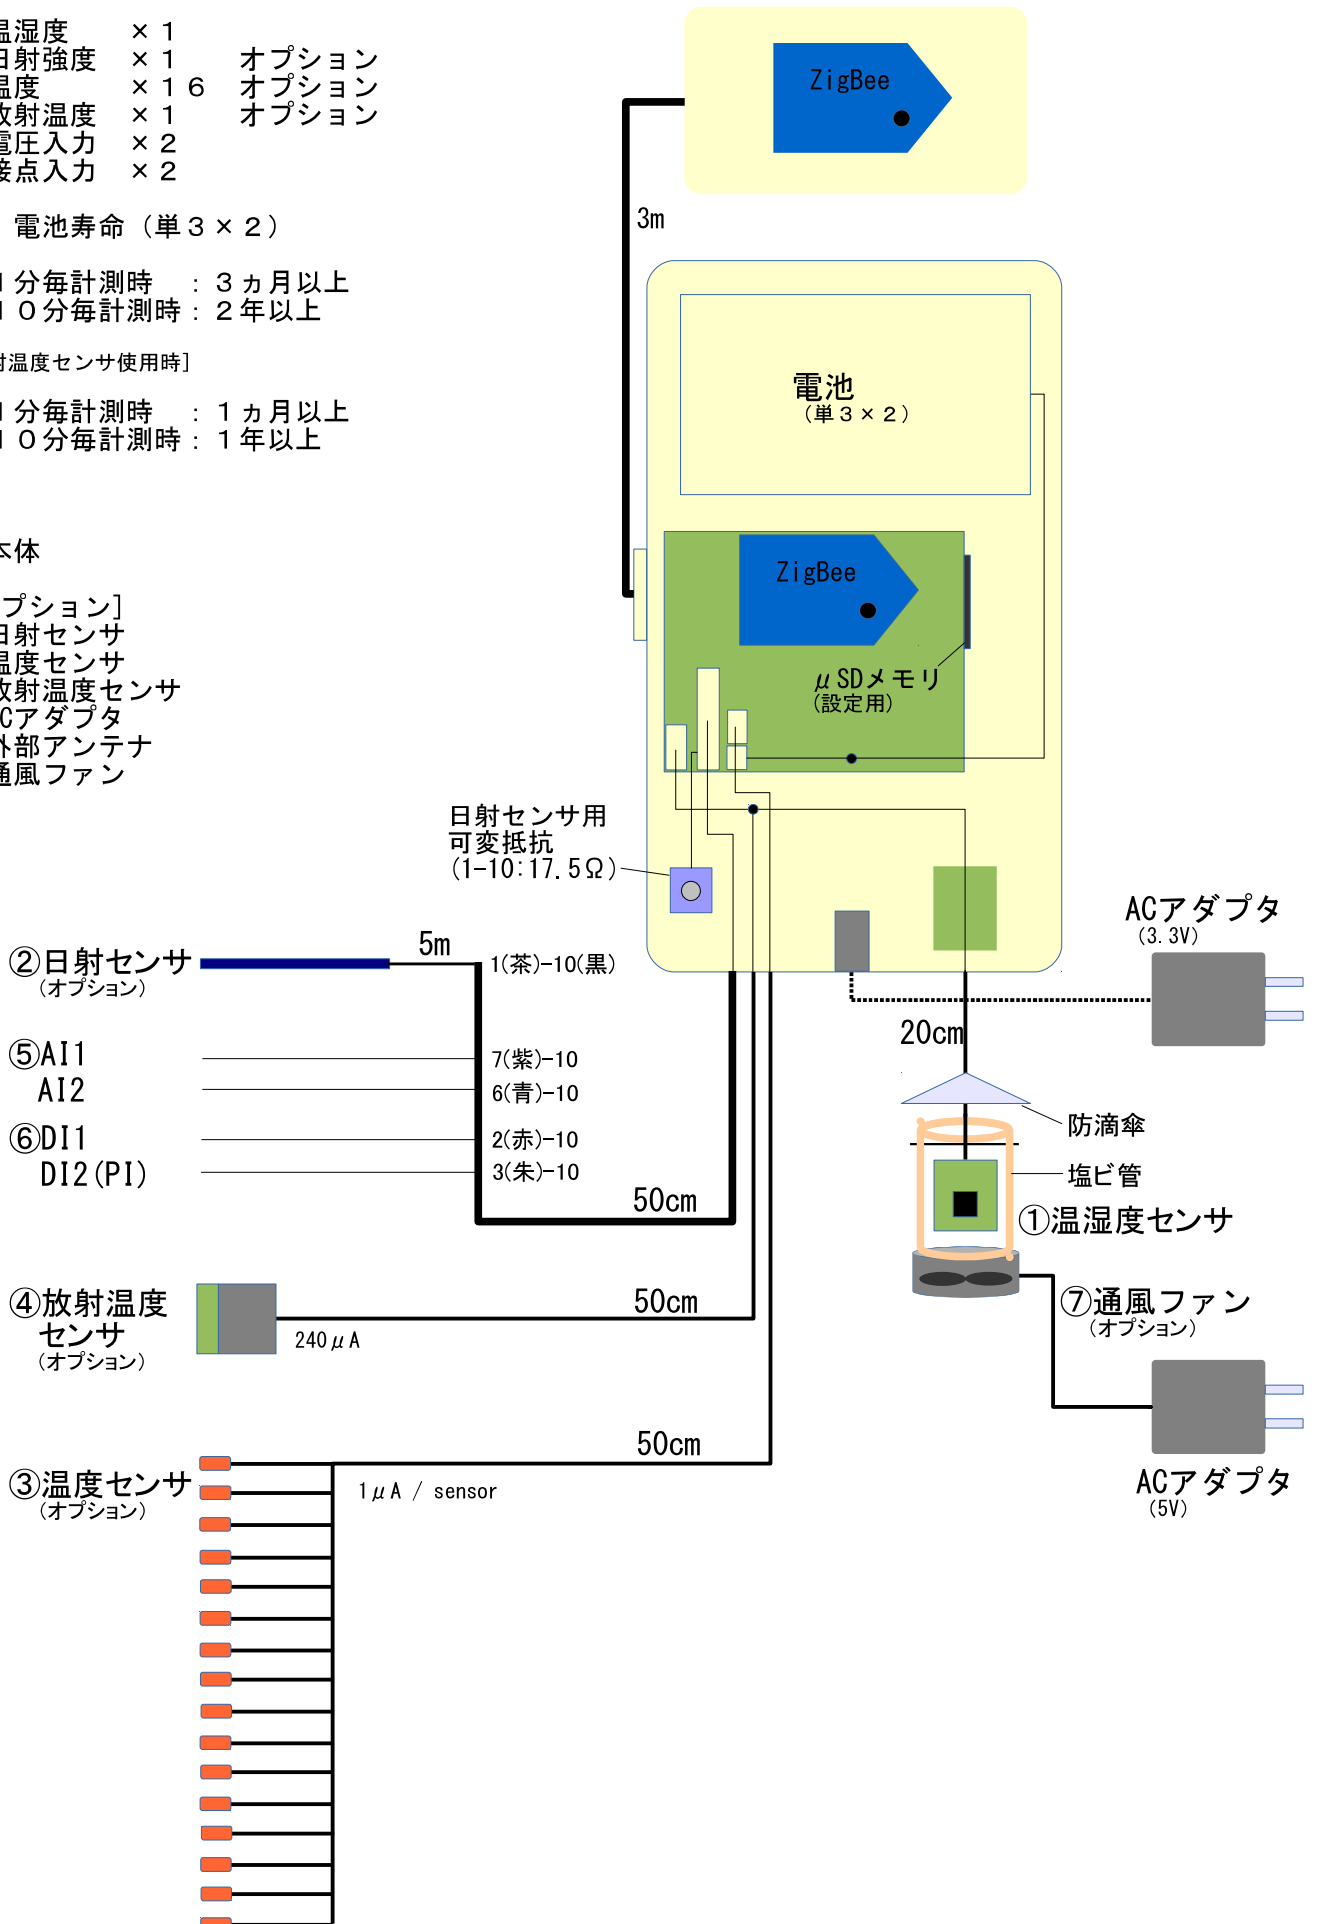 温湿度　　×１
日射強度　×１　　オプション
温度　　　×１６　オプション
放射温度　×１　　オプション
電圧入力　×２
接点入力　×２
電池寿命（単３×２）
１分毎計測時　：３ヵ月以上
１０分毎計測時：２年以上
射温度センサ使用時］
１分毎計測時　：１ヵ月以上
１０分毎計測時：１年以上
本体
プション］
日射センサ
温度センサ
放射温度センサ
ACアダプタ
外部アンテナ
通風ファン
ZigBee
3m
電池
（単３×２）
ZigBee
μSDメモリ
(設定用)
日射センサ用
可変抵抗
(1-10:17.5Ω)
ACアダプタ
(3.3V)
②日射センサ
(オプション)
5m
1(茶)-10(黒)
20cm
⑤AI1
AI2
7(紫)-10
6(青)-10
⑥DI1
DI2(PI)
2(赤)-10
3(朱)-10
50cm
防滴傘
塩ビ管
①温湿度センサ
④放射温度
センサ
(オプション)
240μA
50cm
⑦通風ファン
(オプション)
50cm
③温度センサ
(オプション)
1μA / sensor
ACアダプタ
(5V)